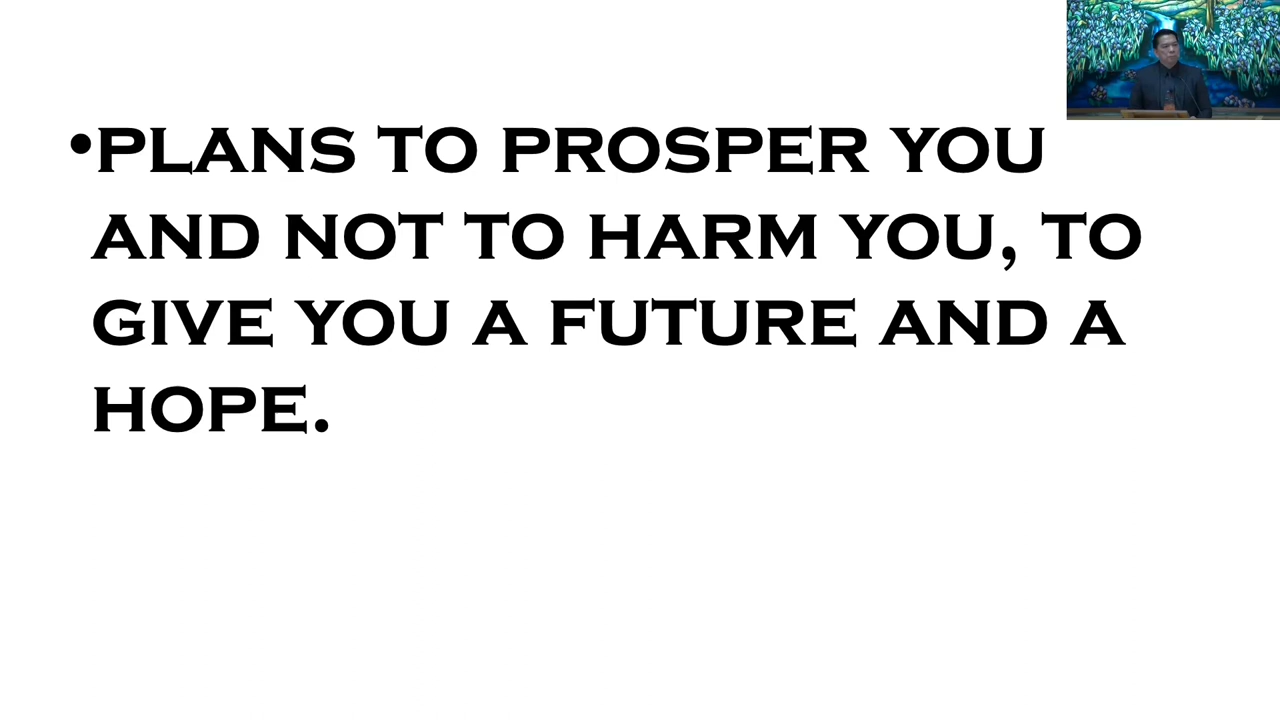 •PLANS TO PROSPER YOU
AND NOT TO HARM YOU, TO
GIVE YOU A FUTURE AND A
HOPE.